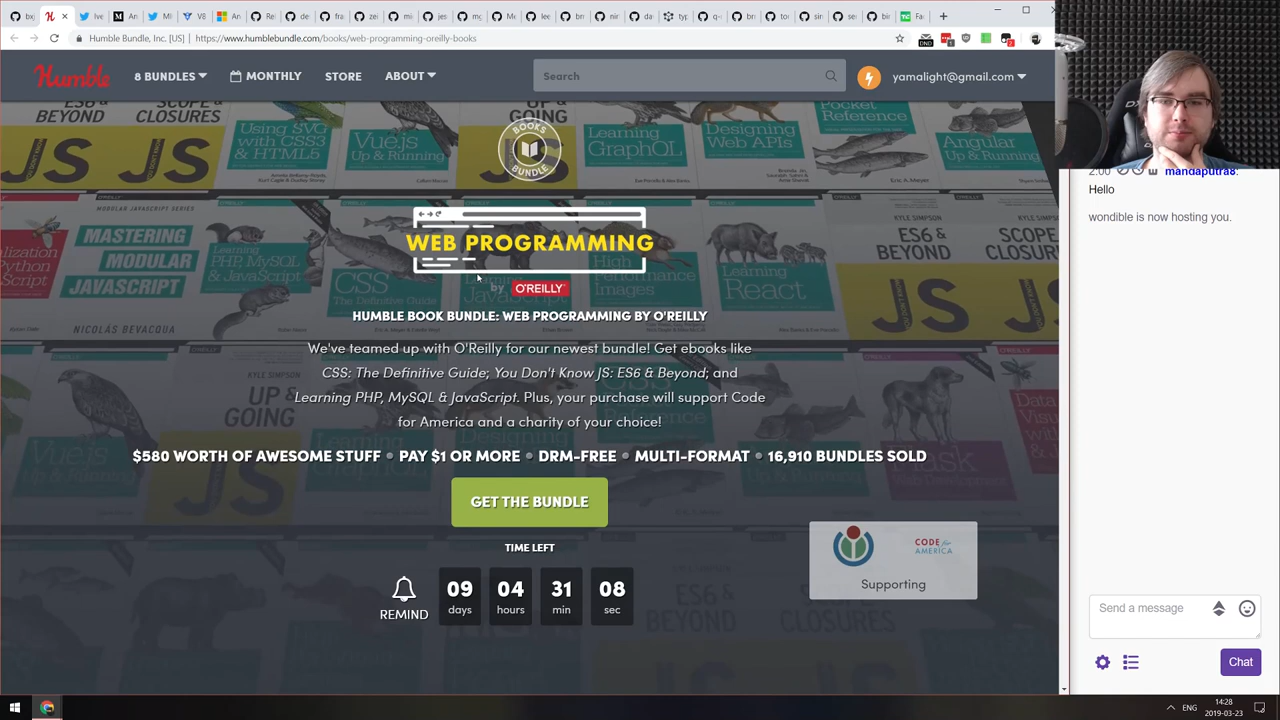 Humble Bundle, Inc. [US] | https://www.humblebundle.com/books/web-programming-oreilly-books
Humble
8 BUNDLES
MONTHLY
STORE
ABOUT
Search
yamalight@gmail.com
ES6 & BEYOND
SCOPE & CLOSURES
Using SVG with CSS3 & HTML5
Vue.js Up & Running
UP & GOING
Learning GraphQL
Designing Web APIs
Pocket Reference
Angular Up & Running
BOOKS BUNDLE
MODULAR JAVASCRIPT SERIES
MASTERING MODULAR JAVASCRIPT
NICOLÁS BEVACQUA
Learning PHP, MySQL & JavaScript
CSS The Definitive Guide
Learning JavaScript
High Performance Images
Learning React
KYLE SIMPSON
ES6 & BEYOND
KYLE SIMPSON
SCOPE & CLOSURES
JS
WEB PROGRAMMING
by O'REILLY
HUMBLE BOOK BUNDLE: WEB PROGRAMMING BY O'REILLY
We've teamed up with O'Reilly for our newest bundle! Get ebooks like
CSS: The Definitive Guide; You Don't Know JS: ES6 & Beyond; and
Learning PHP, MySQL & JavaScript. Plus, your purchase will support Code
for America and a charity of your choice!
$580 WORTH OF AWESOME STUFF • PAY $1 OR MORE • DRM-FREE • MULTI-FORMAT • 16,910 BUNDLES SOLD
GET THE BUNDLE
TIME LEFT
REMIND
09 04 31 08
days hours min sec
CODE for AMERICA
Supporting
2:00 mandaputra8:
Hello
wondible is now hosting you.
Send a message
Chat
ENG
14:28
2019-03-23